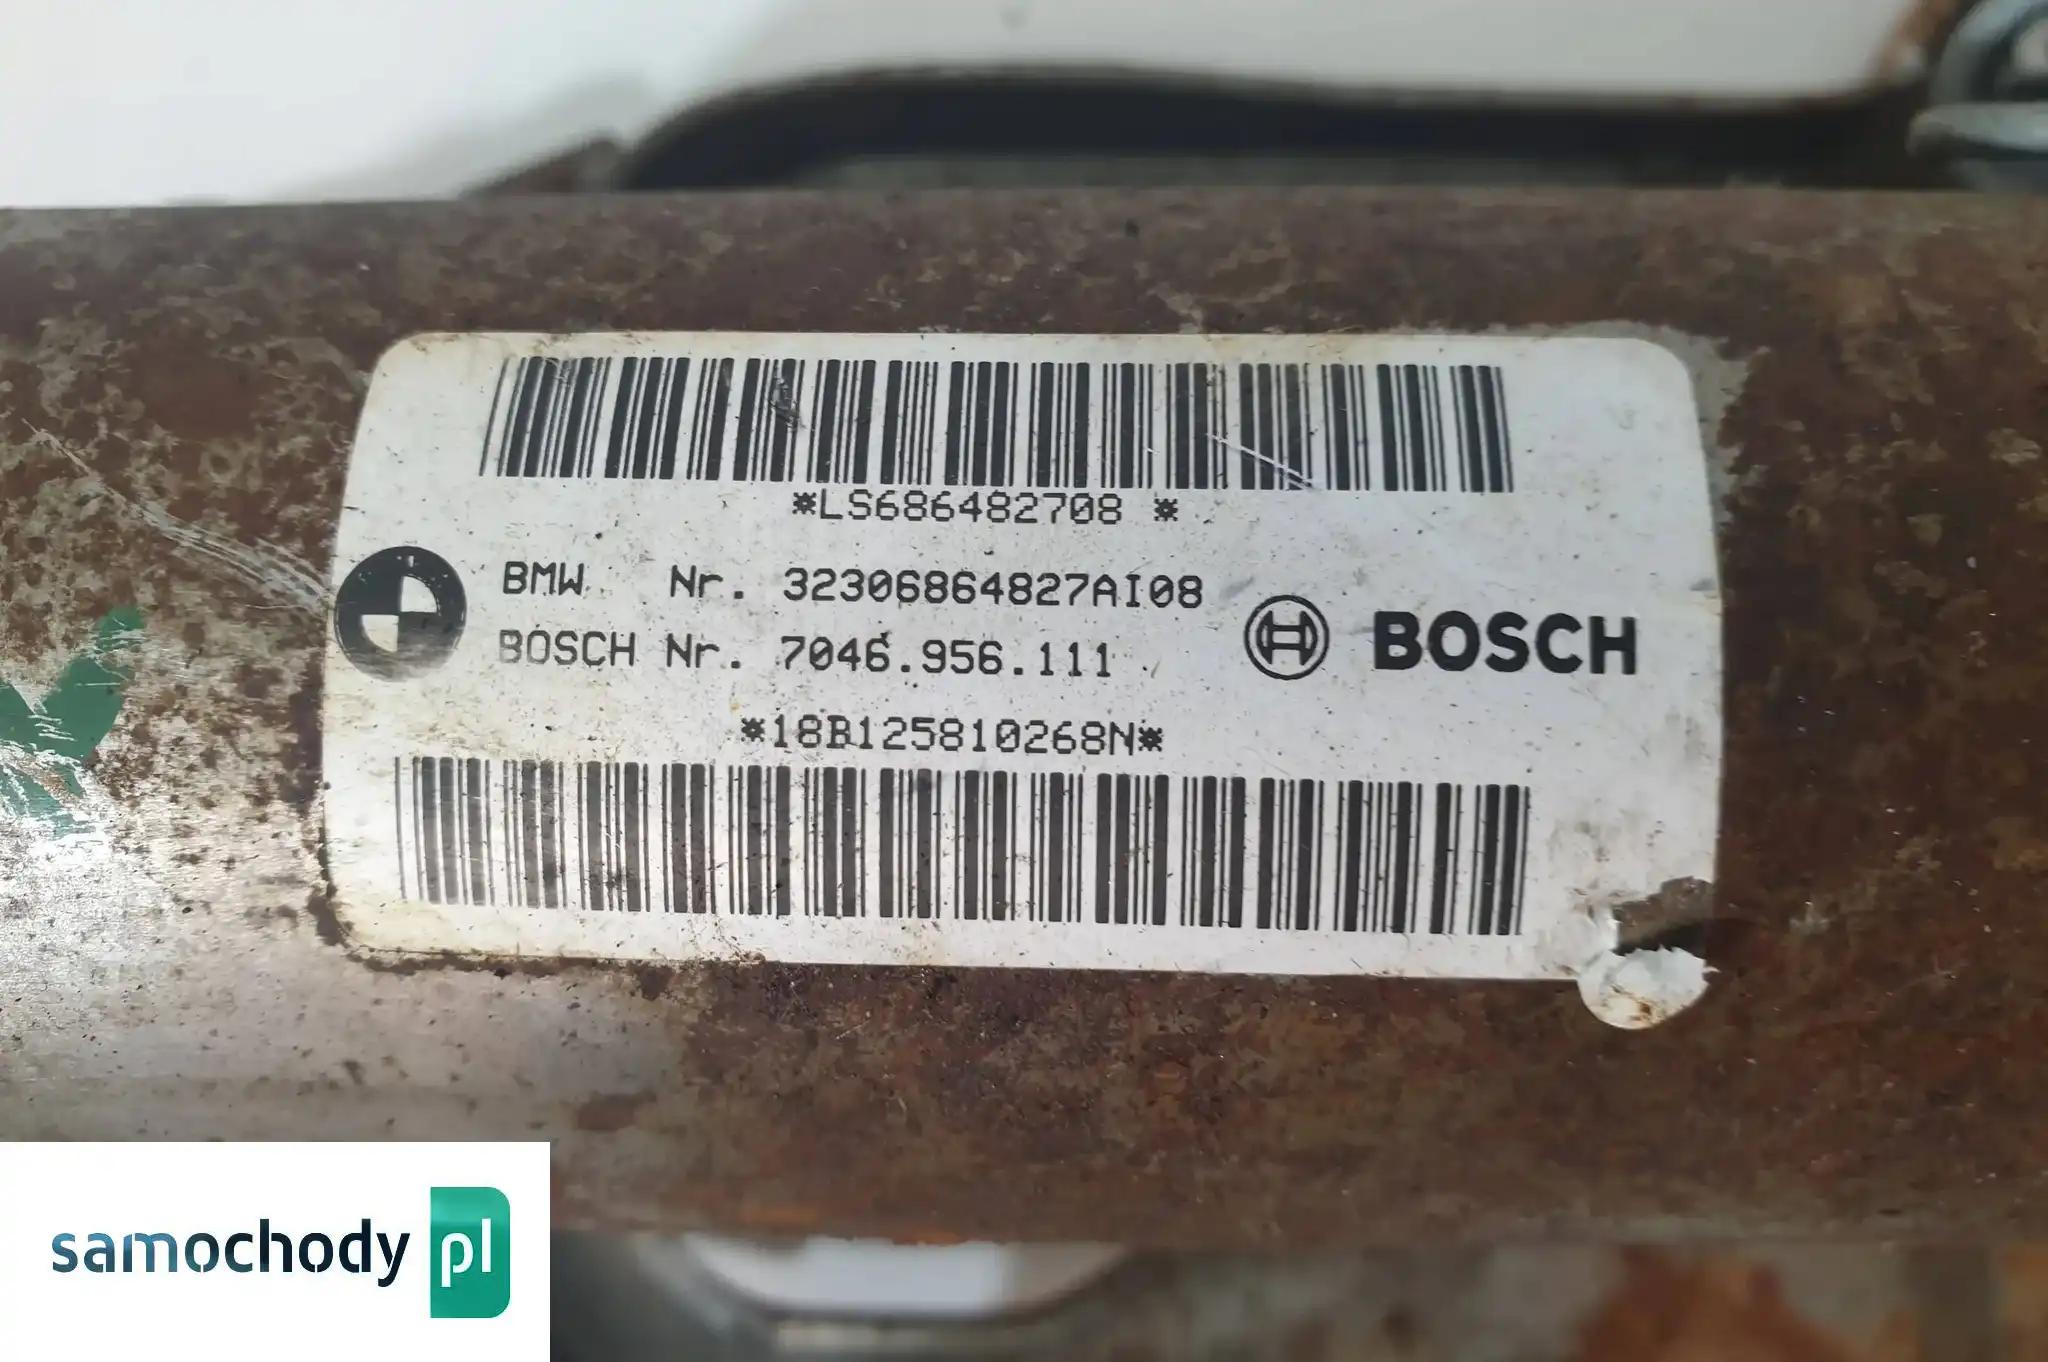 *LS686482708 *
BMW Nr. 32306864827AI08
BOSCH Nr. 7046.956.111
BOSCH
*18B125810268N*
samochody pl